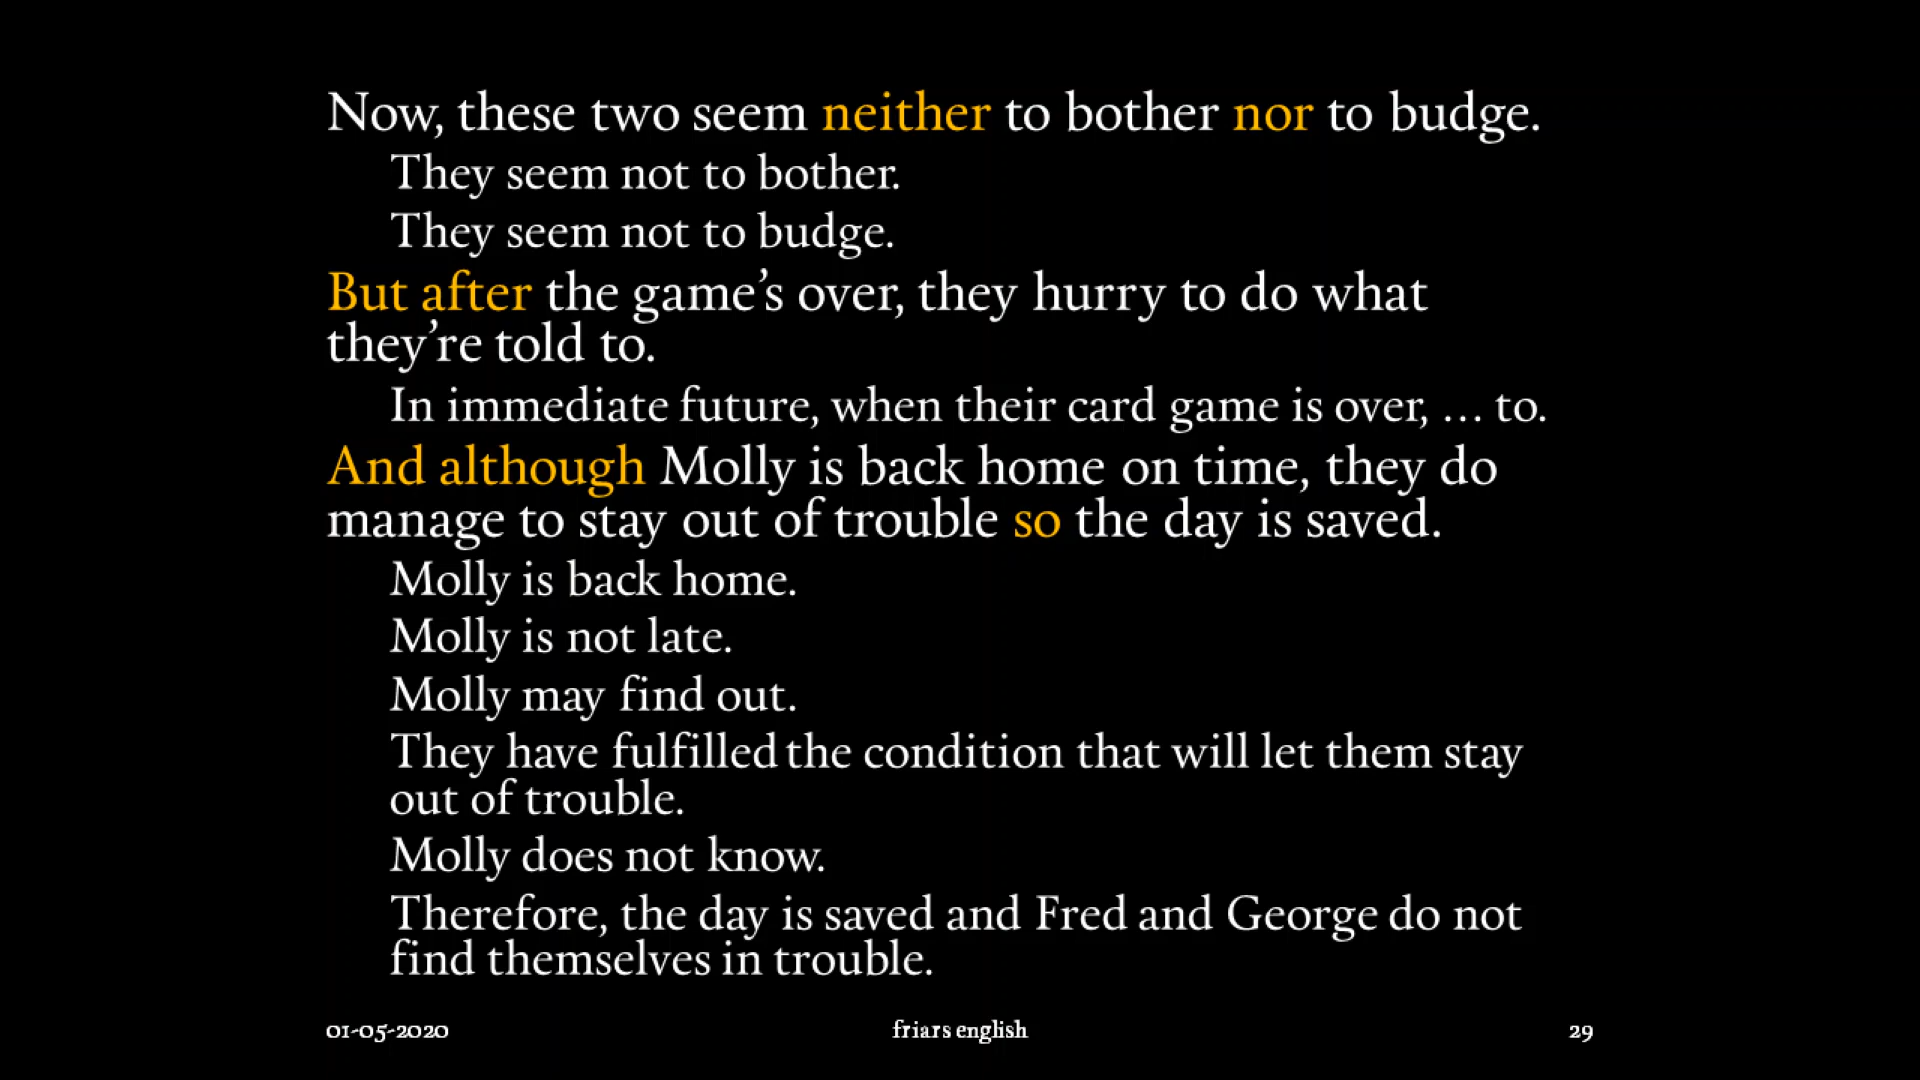 Now, these two seem neither to bother nor to budge.
They seem not to bother.
They seem not to budge.
But after the game’s over, they hurry to do what
they’re told to.
In immediate future, when their card game is over, … to.
And although Molly is back home on time, they do
manage to stay out of trouble so the day is saved.
Molly is back home.
Molly is not late.
Molly may find out.
They have fulfilled the condition that will let them stay
out of trouble.
Molly does not know.
Therefore, the day is saved and Fred and George do not
find themselves in trouble.
01-05-2020
friars english
29